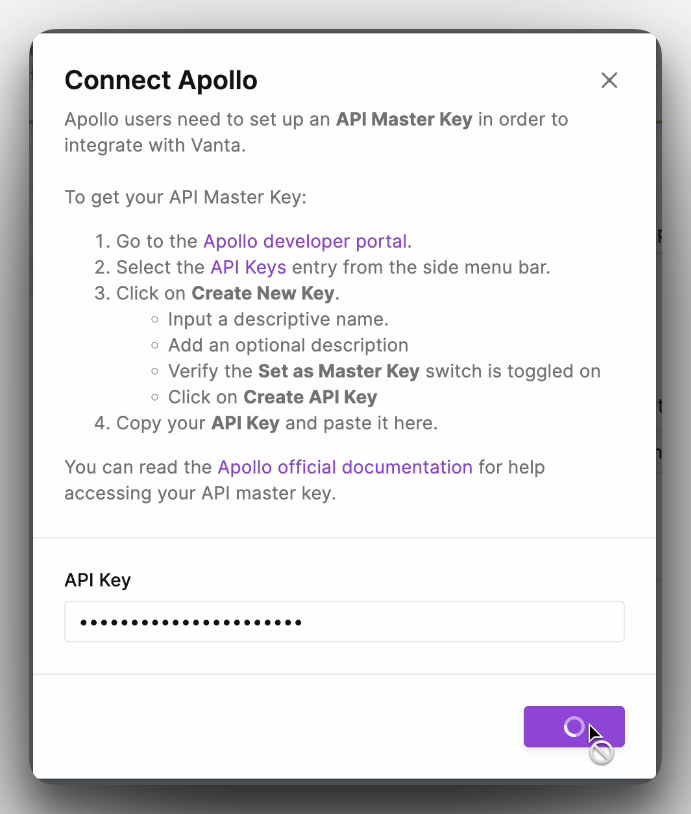 Connect Apollo
Apollo users need to set up an API Master Key in order to
integrate with Vanta.
To get your API Master Key:
1. Go to the Apollo developer portal.
2. Select the API Keys entry from the side menu bar.
3. Click on Create New Key.
◦ Input a descriptive name.
◦ Add an optional description
◦ Verify the Set as Master Key switch is toggled on
◦ Click on Create API Key
4. Copy your API Key and paste it here.
You can read the Apollo official documentation for help
accessing your API master key.
API Key
••••••••••••••••••••••